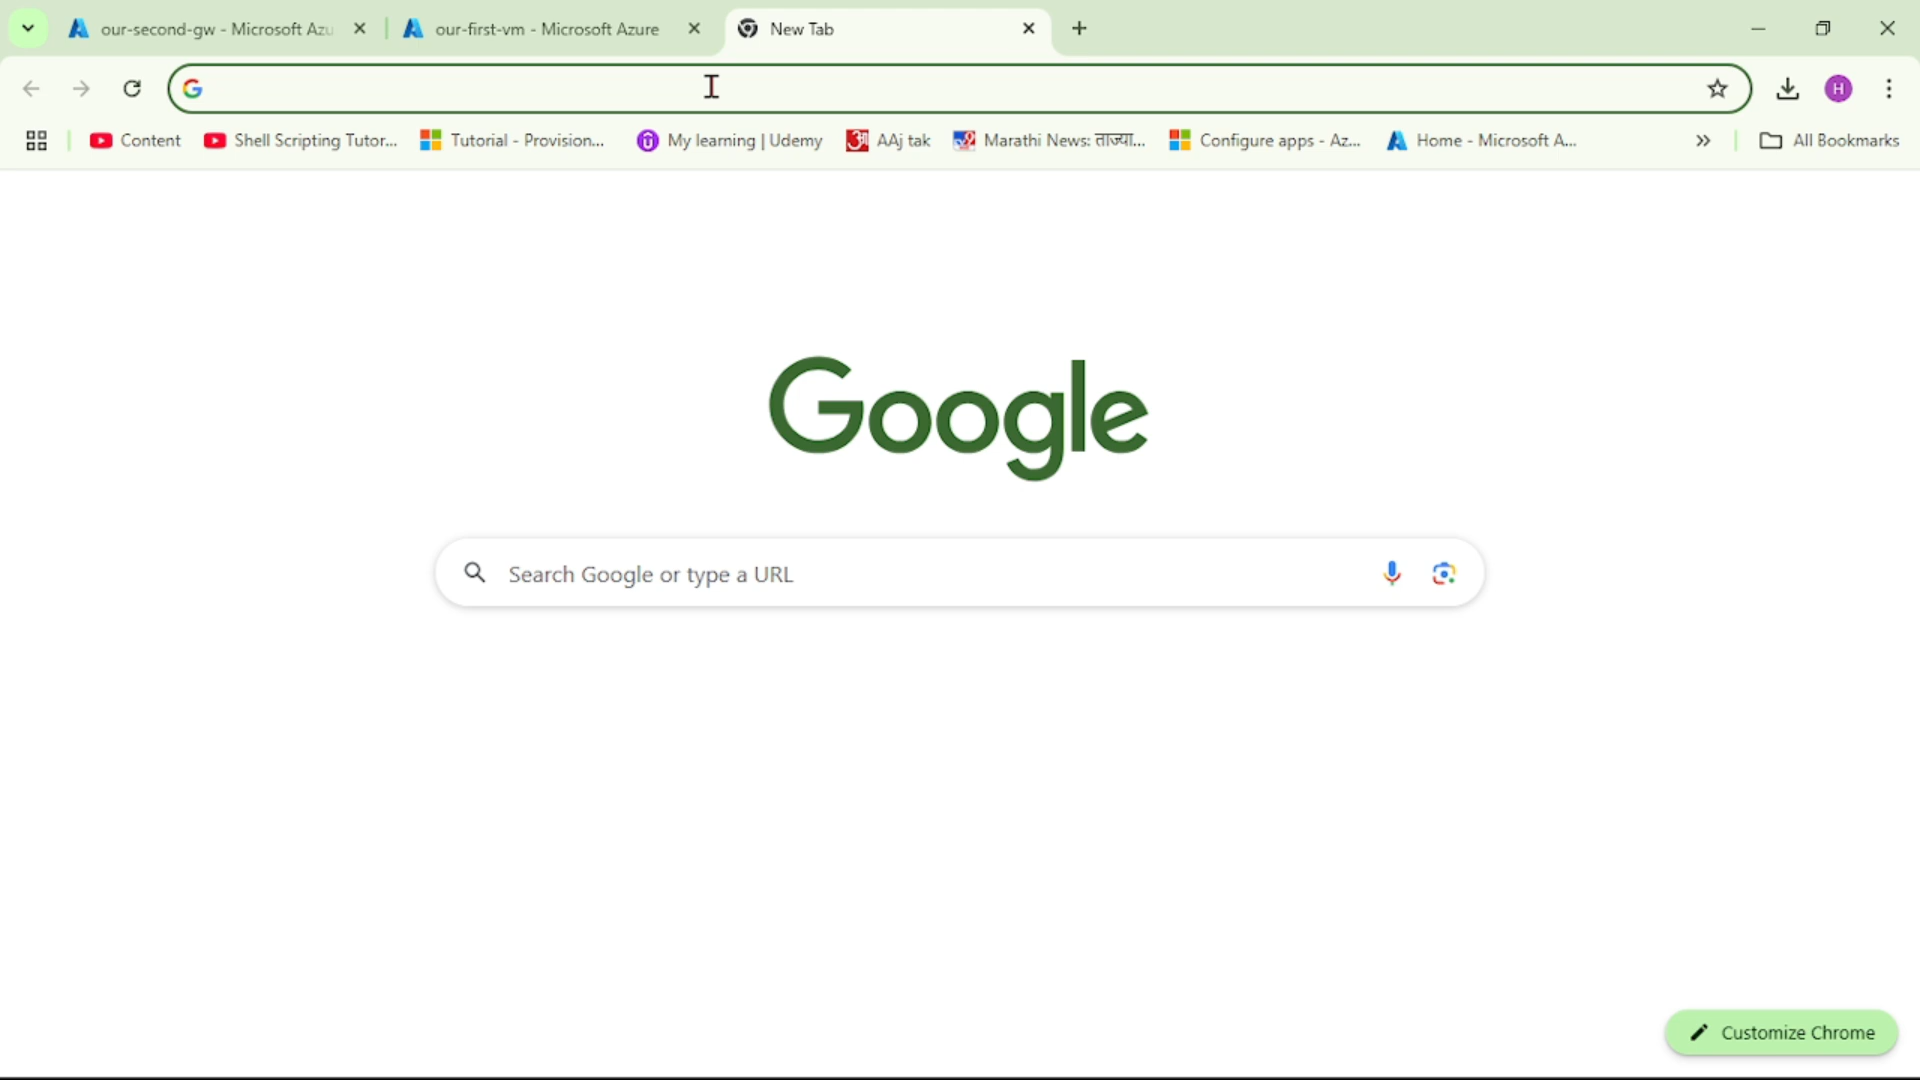 our-second-gw - Microsoft Azu
our-first-vm - Microsoft Azure
New Tab
H
Content
Shell Scripting Tutor...
Tutorial - Provision...
My learning | Udemy
AAj tak
Marathi News: ताज्या...
Configure apps - Az...
Home - Microsoft A...
All Bookmarks
Google
Search Google or type a URL
Customize Chrome